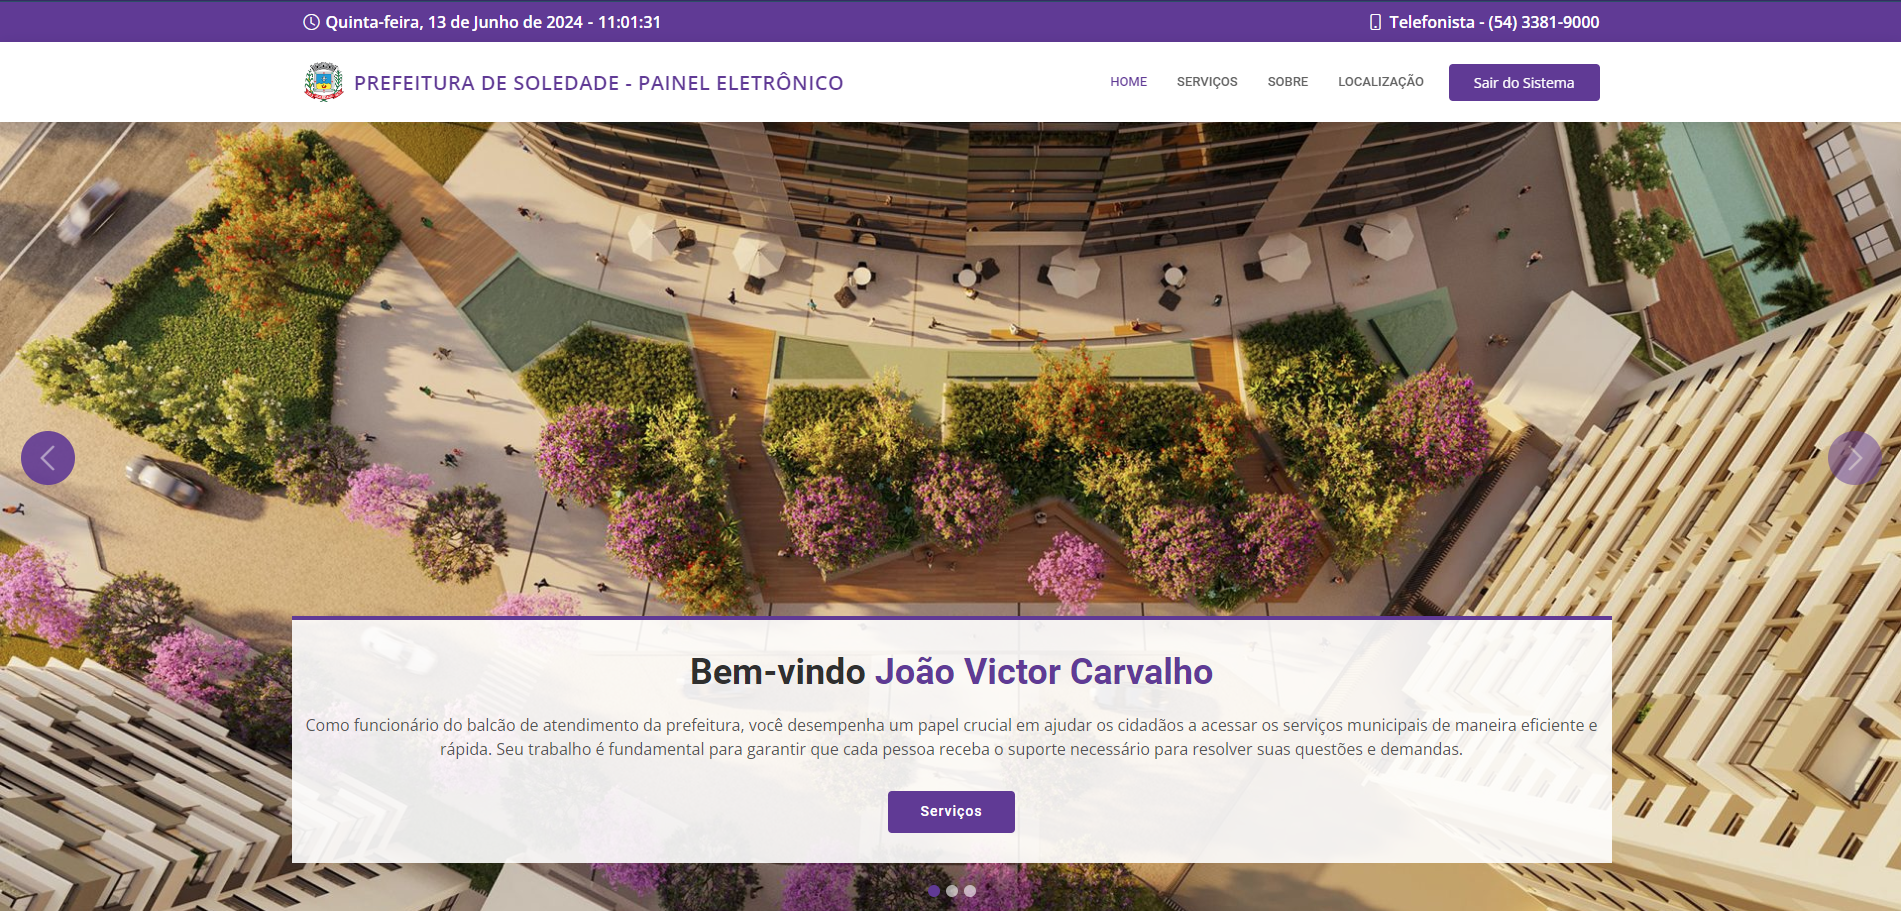 Quinta-feira, 13 de Junho de 2024 - 11:01:31
Telefonista - (54) 3381-9000
PREFEITURA DE SOLEDADE - PAINEL ELETRÔNICO
HOME
SERVIÇOS
SOBRE
LOCALIZAÇÃO
Sair do Sistema
Bem-vindo João Victor Carvalho
Como funcionário do balcão de atendimento da prefeitura, você desempenha um papel crucial em ajudar os cidadãos a acessar os serviços municipais de maneira eficiente e
rápida. Seu trabalho é fundamental para garantir que cada pessoa receba o suporte necessário para resolver suas questões e demandas.
Serviços